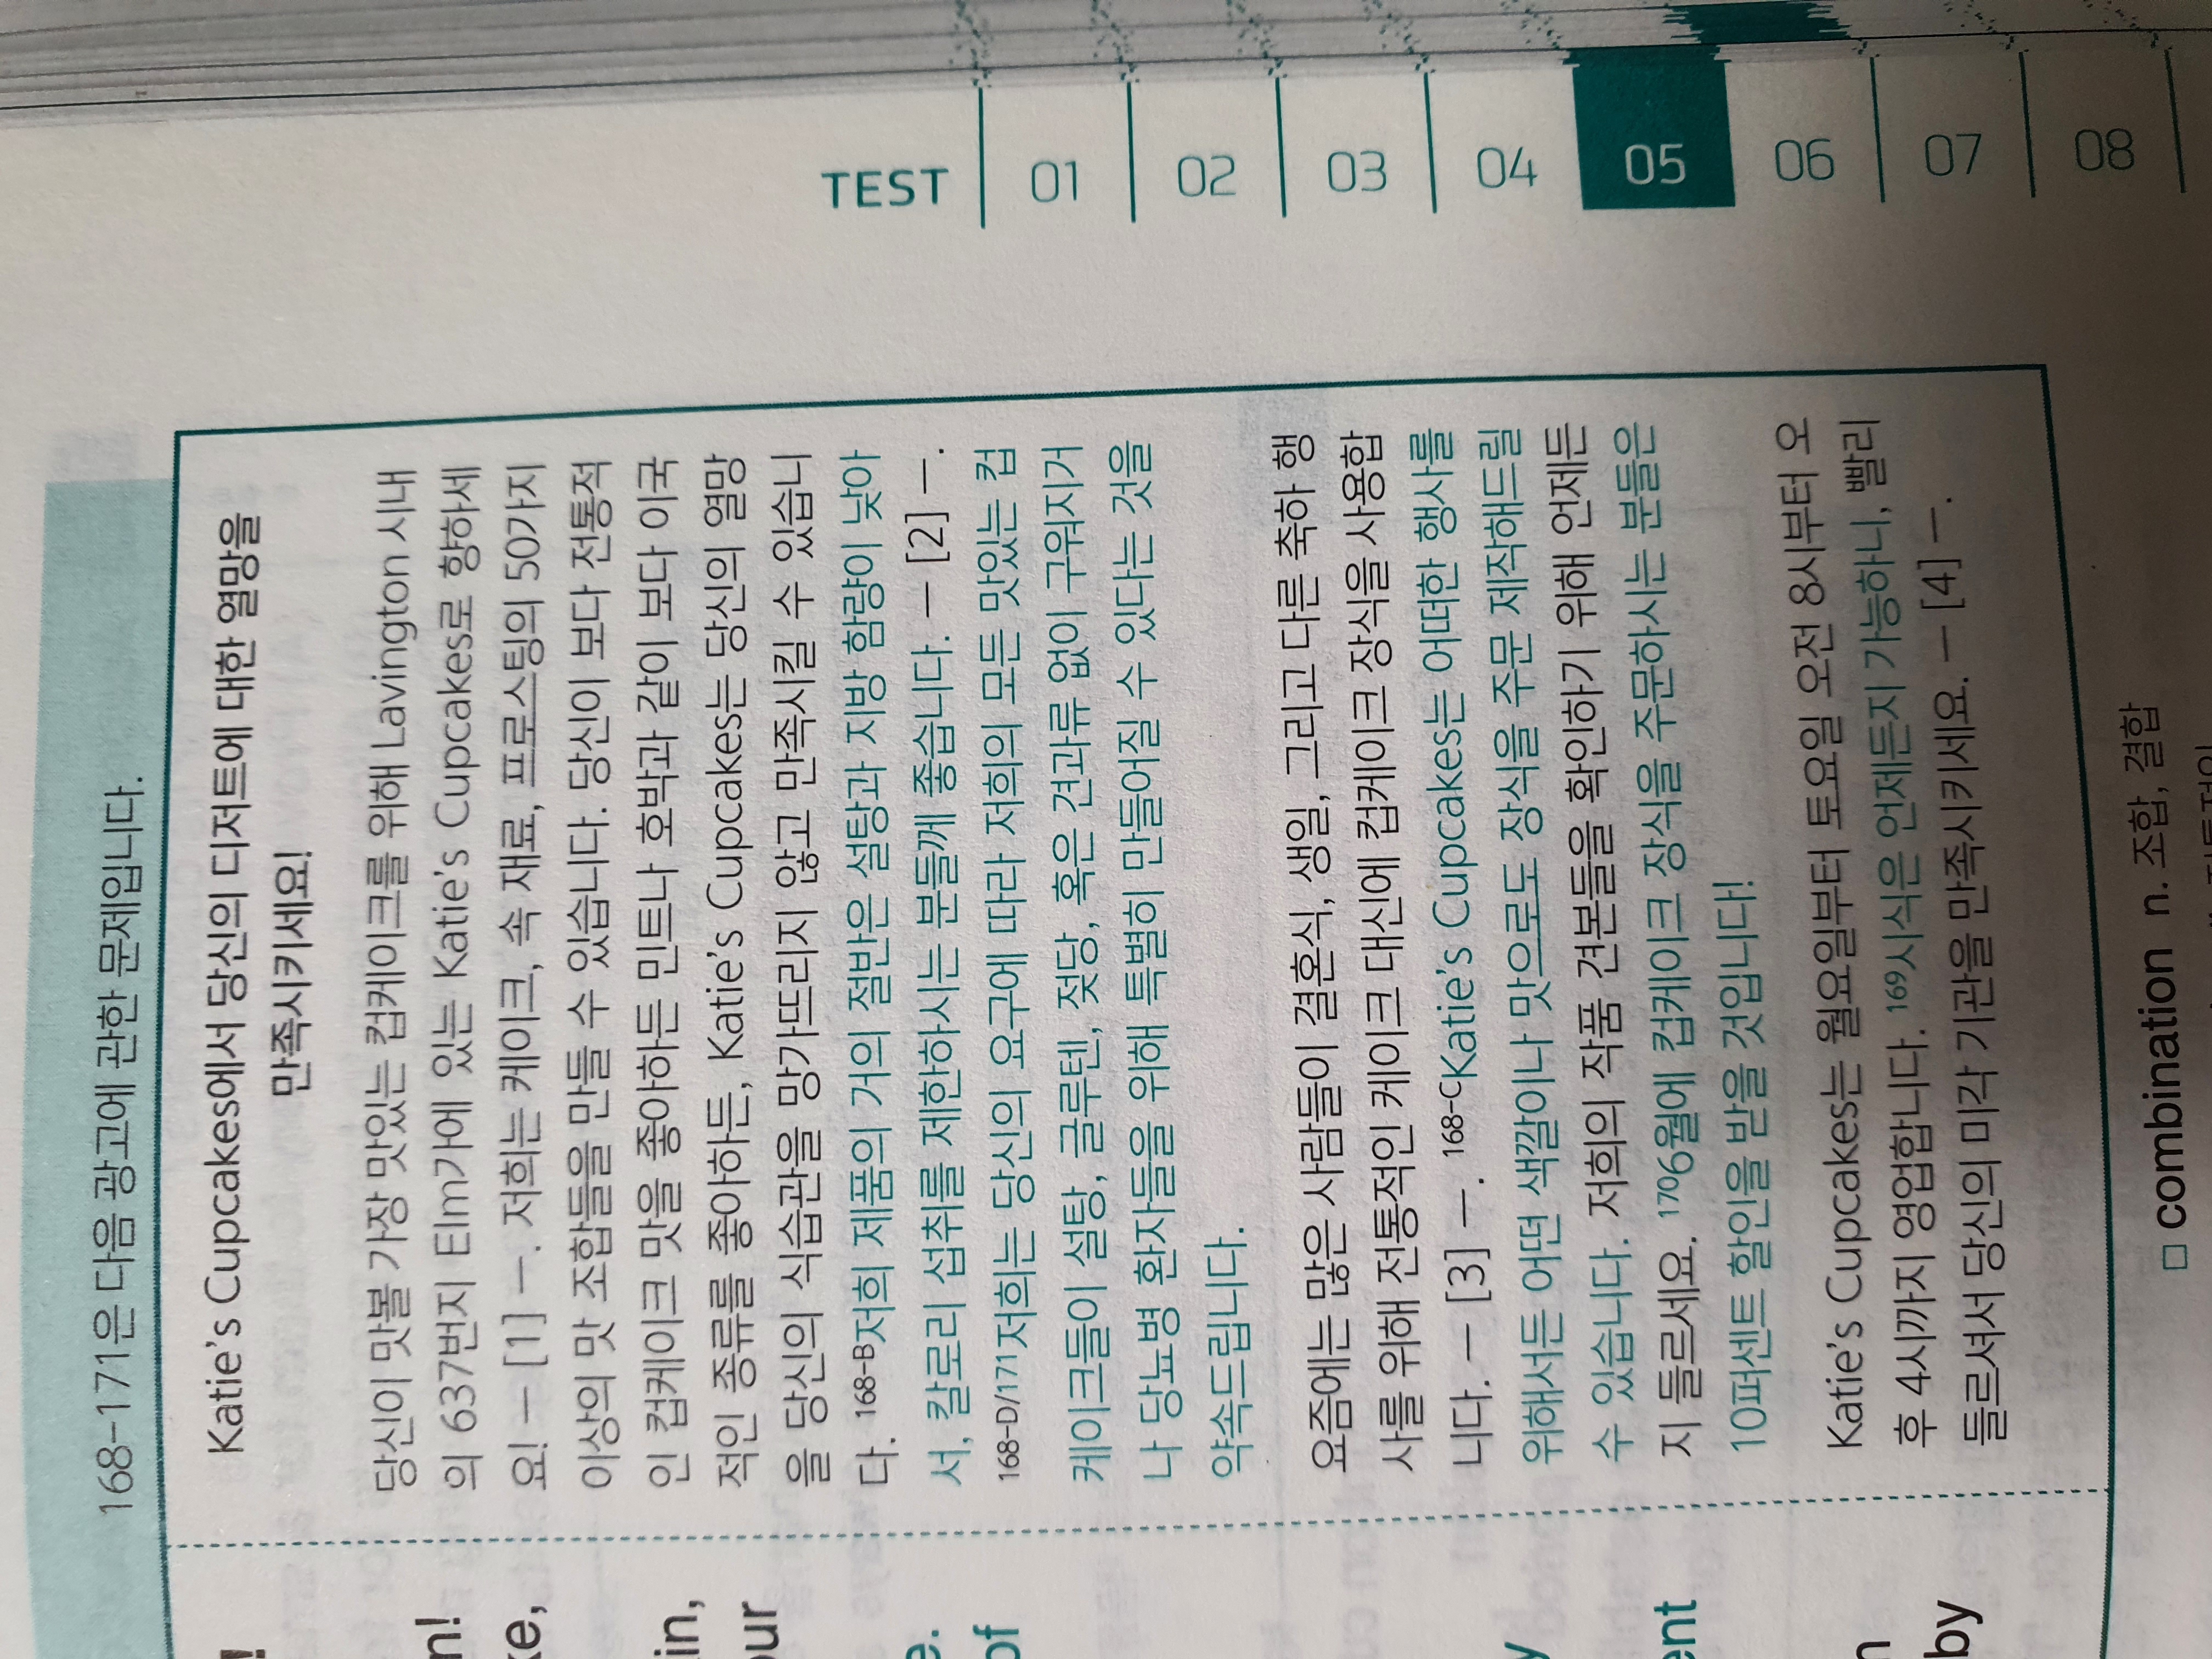 168-171은 다음 광고에 관한 문제입니다.
Katie's Cupcakes에서 당신의 디저트에 대한 열망을
만족시키세요!
당신이 맛볼 가장 맛있는 컵케이크를 위해 Lavington 시내
의 637번지 Elm가에 있는 Katie's Cupcakes로 향하세
요! — [1] —. 저희는 케이크, 속 재료, 프로스팅의 50가지
이상의 맛 조합들을 만들 수 있습니다. 당신이 보다 전통적
인 컵케이크 맛을 좋아하든 민트나 호박과 같이 보다 이국
적인 종류를 좋아하든, Katie's Cupcakes는 당신의 열망
을 당신의 식습관을 망가뜨리지 않고 만족시킬 수 있습니
다. 168-B저희 제품의 거의 절반은 설탕과 지방 함량이 낮아
서, 칼로리 섭취를 제한하시는 분들께 좋습니다. — [2] —.
168-D/171저희는 당신의 요구에 따라 저희의 모든 맛있는 컵
케이크들이 설탕, 글루텐, 젖당, 혹은 견과류 없이 구워지거
나 당뇨병 환자들을 위해 특별히 만들어질 수 있다는 것을
약속드립니다.
요즘에는 많은 사람들이 결혼식, 생일, 그리고 다른 축하 행
사를 위해 전통적인 케이크 대신에 컵케이크 장식을 사용합
니다. — [3] —. 168-CKatie's Cupcakes는 어떠한 행사를
위해서든 어떤 색깔이나 맛으로도 장식을 주문 제작해드릴
수 있습니다. 저희의 작품 견본들을 확인하기 위해 언제든
지 들르세요. 1706월에 컵케이크 장식을 주문하시는 분들은
10퍼센트 할인을 받을 것입니다!
Katie's Cupcakes는 월요일부터 토요일 오전 8시부터 오
후 4시까지 영업합니다. 169시식은 언제든지 가능하니, 빨리
들르셔서 당신의 미각 기관을 만족시키세요. — [4] —.
□ combination n. 조합, 결합
!
n!
ke,
in,
our
e.
of
y
ent
n
by
TEST
01
02
03
04
05
06
07
08